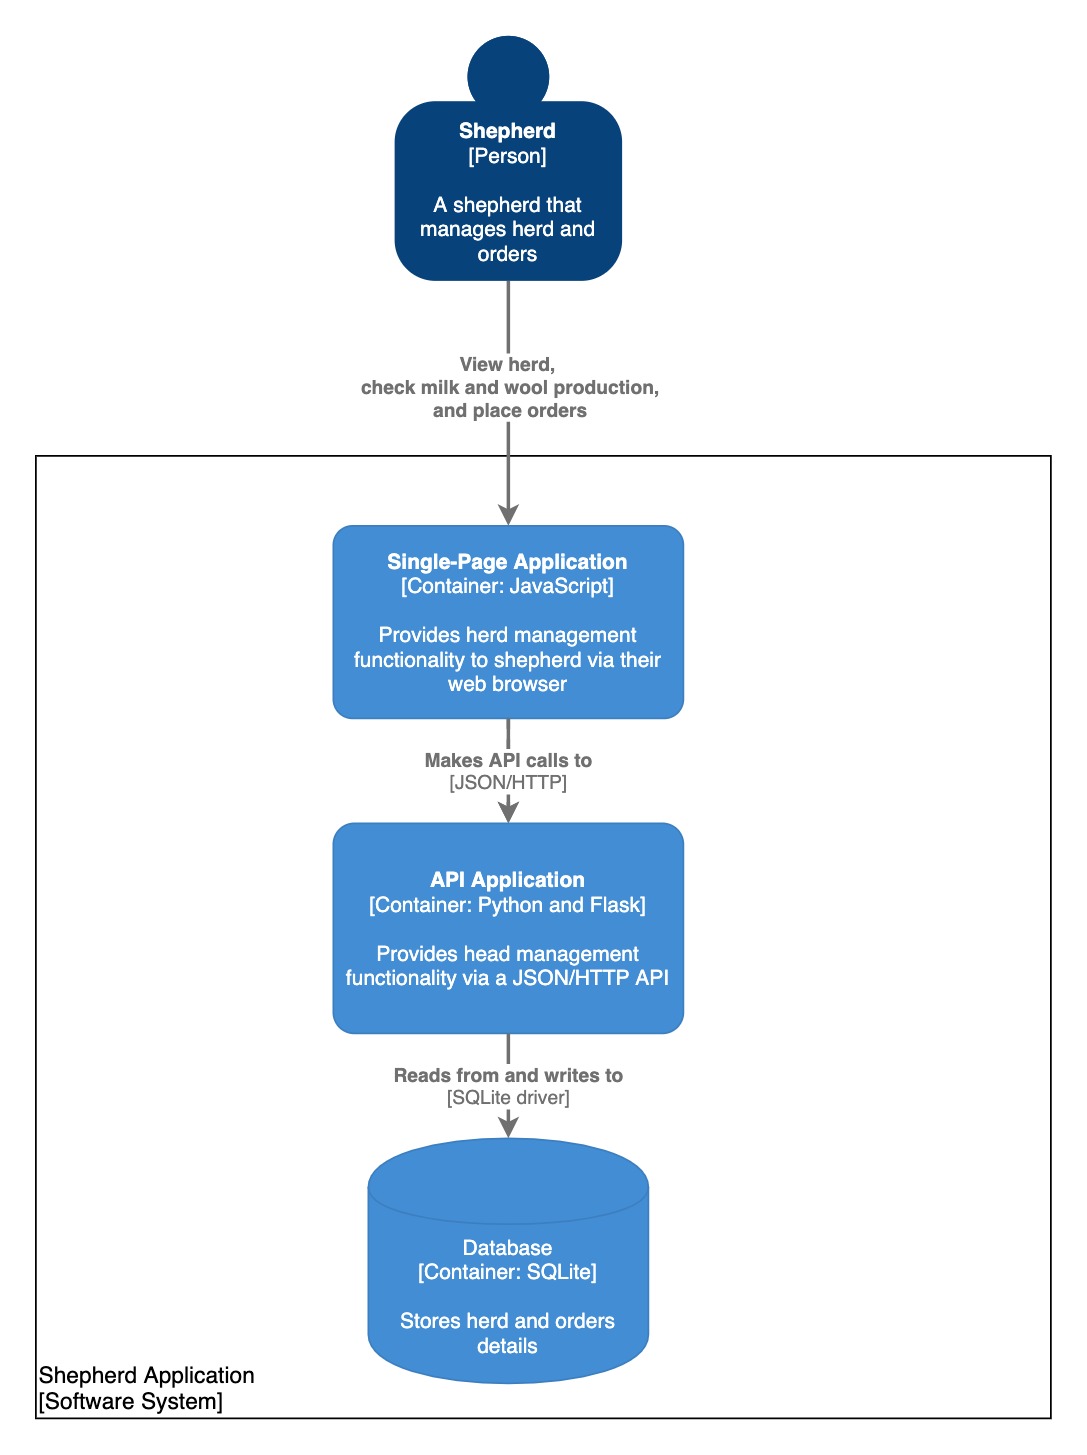 Shepherd
[Person]
A shepherd that
manages herd and
orders
View herd,
check milk and wool production,
and place orders
Single-Page Application
[Container: JavaScript]
Provides herd management
functionality to shepherd via their
web browser
Makes API calls to
[JSON/HTTP]
API Application
[Container: Python and Flask]
Provides head management
functionality via a JSON/HTTP API
Reads from and writes to
[SQLite driver]
Database
[Container: SQLite]
Stores herd and orders
details
Shepherd Application
[Software System]